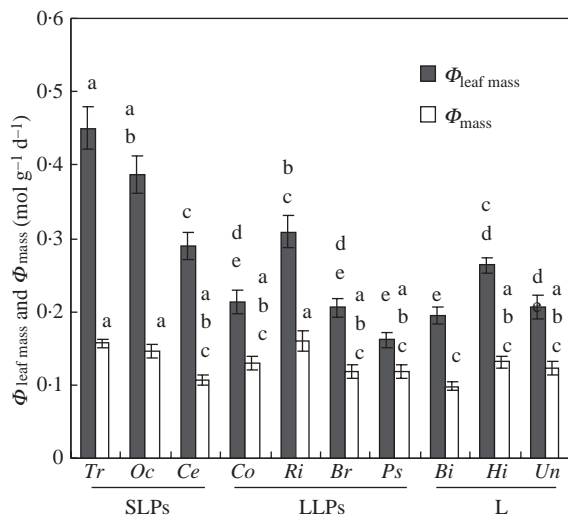 0·6
0·5
0·4
0·3
0·2
0·1
0
Φleaf mass and Φmass (mol g⁻¹ d⁻¹)
Φleaf mass
Φmass
a
a
a
b
a
c
a
b
c
d
e
a
b
c
b
c
a
d
e
a
b
c
e
a
b
c
e
c
c
d
a
b
c
d
e
a
b
c
Tr Oc Ce Co Ri Br Ps Bi Hi Un
SLPs LLPs L